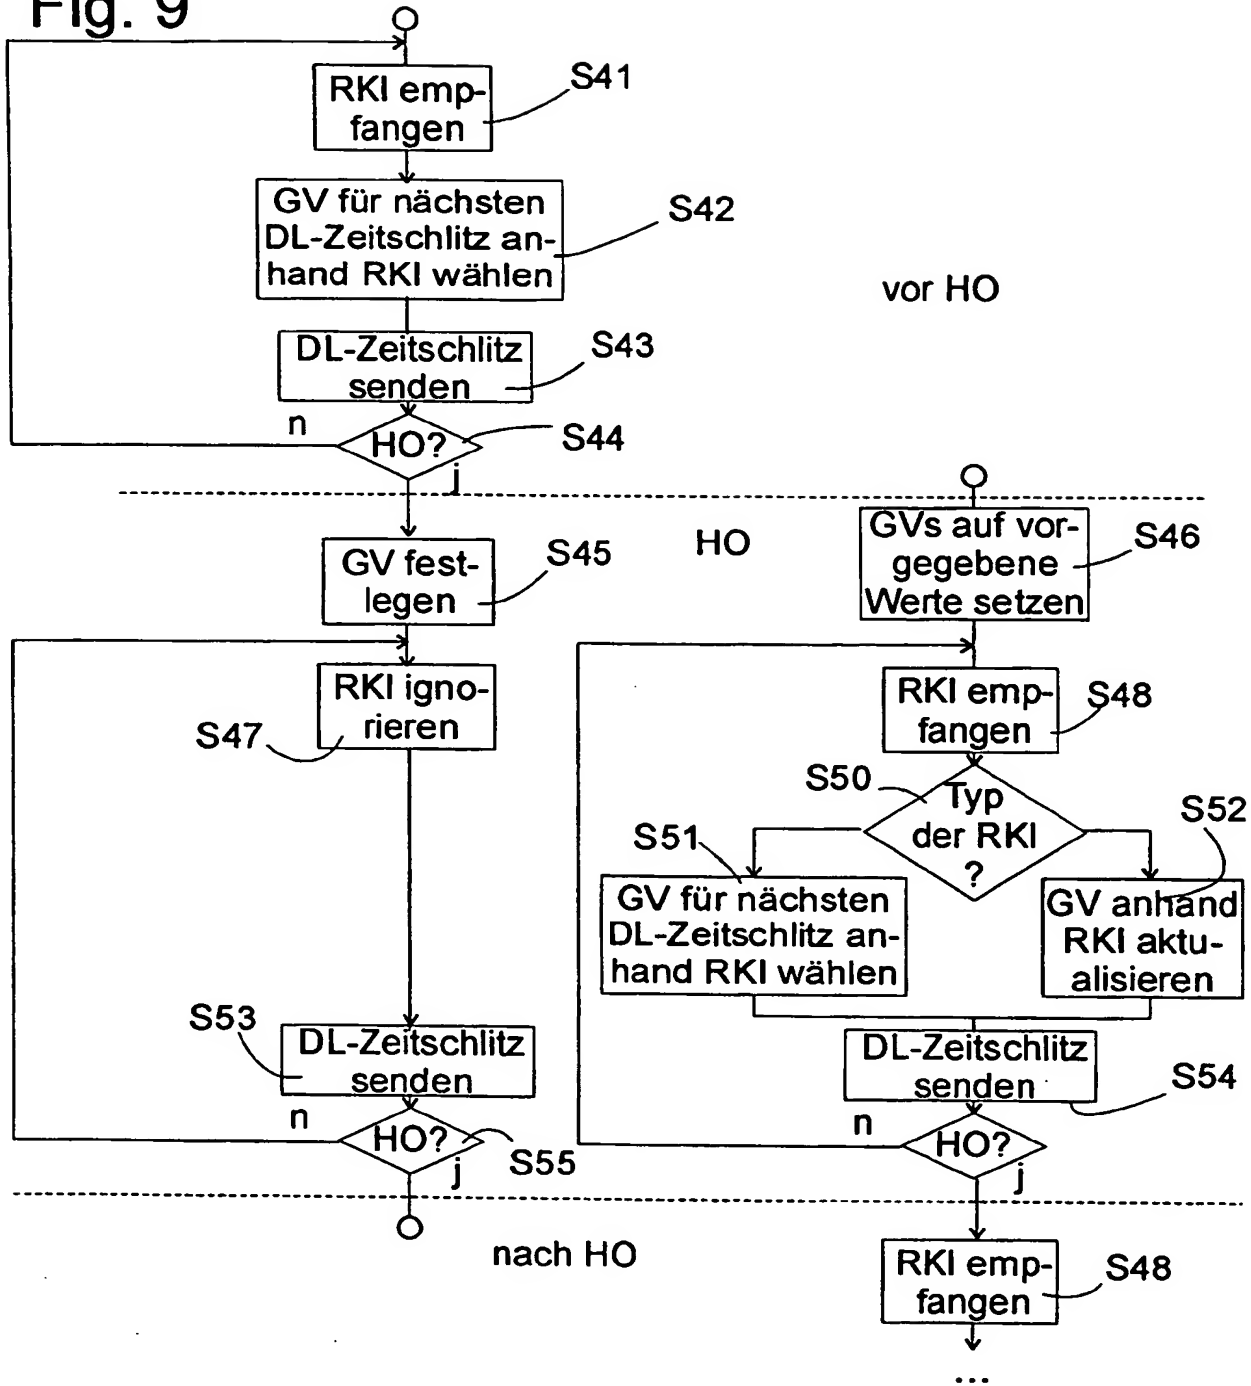 Fig. 9
RKI emp-
fangen
S41
GV für nächsten
DL-Zeitschlitz an-
hand RKI wählen
S42
vor HO
DL-Zeitschlitz
senden
S43
n
HO?
S44
j
HO
GV fest-
legen
S45
GVs auf vor-
gegebene
Werte setzen
S46
RKI igno-
rieren
S47
RKI emp-
fangen
S48
S50
Typ
der RKI
?
S51
S52
GV für nächsten
DL-Zeitschlitz an-
hand RKI wählen
GV anhand
RKI aktu-
alisieren
S53
DL-Zeitschlitz
senden
DL-Zeitschlitz
senden
S54
n
HO?
S55
j
n
HO?
j
nach HO
RKI emp-
fangen
S48
...